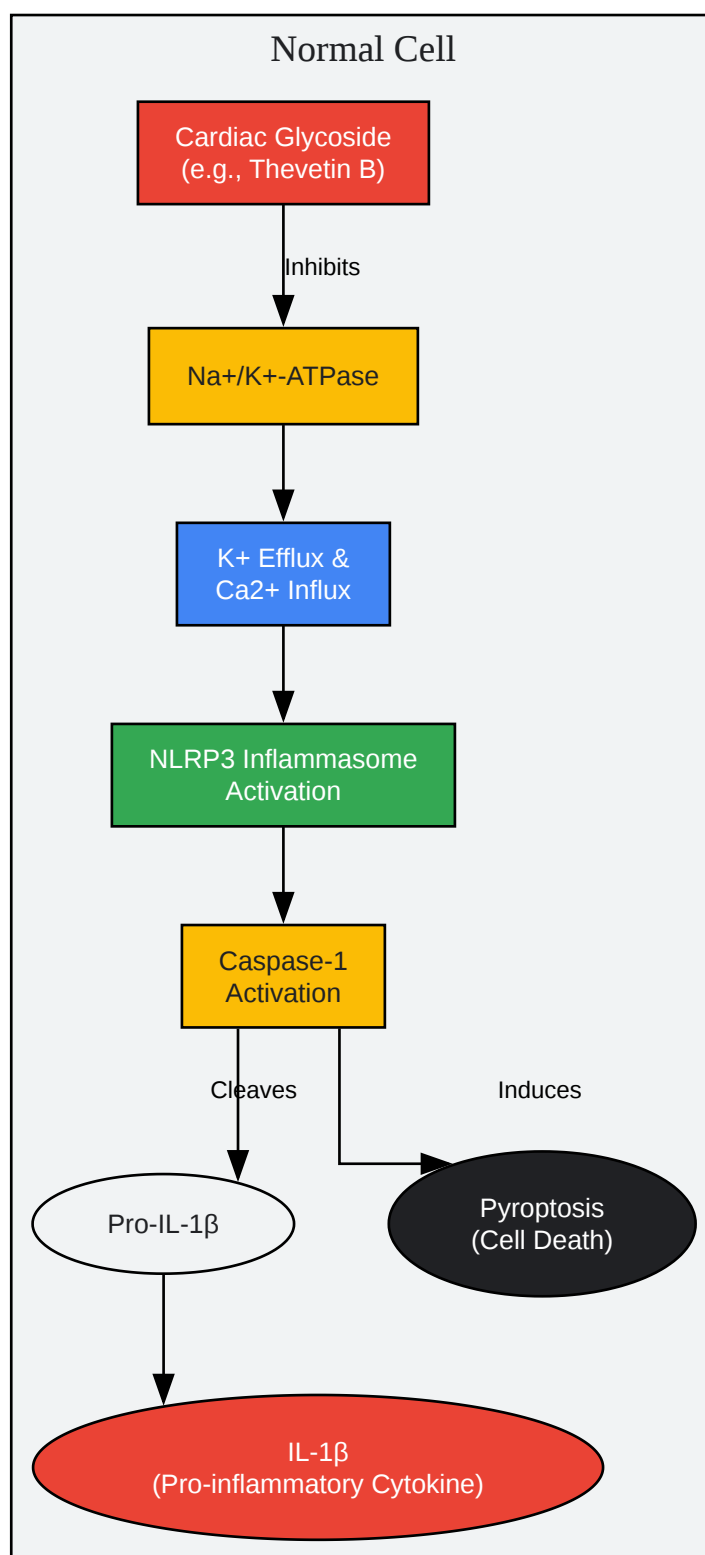 Normal Cell
Cardiac Glycoside
(e.g., Thevetin B)
Inhibits
Na+/K+-ATPase
K+ Efflux &
Ca2+ Influx
NLRP3 Inflammasome
Activation
Caspase-1
Activation
Cleaves
Induces
Pro-IL-1β
Pyroptosis
(Cell Death)
IL-1β
(Pro-inflammatory Cytokine)